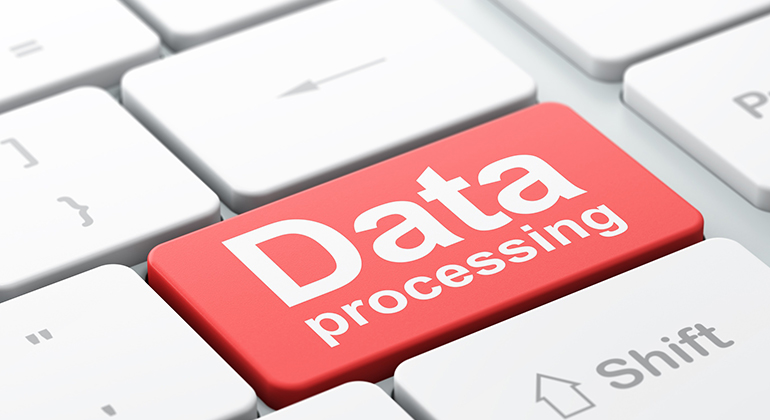 =
←
P
]
}
Data
processing
"
'
Shift